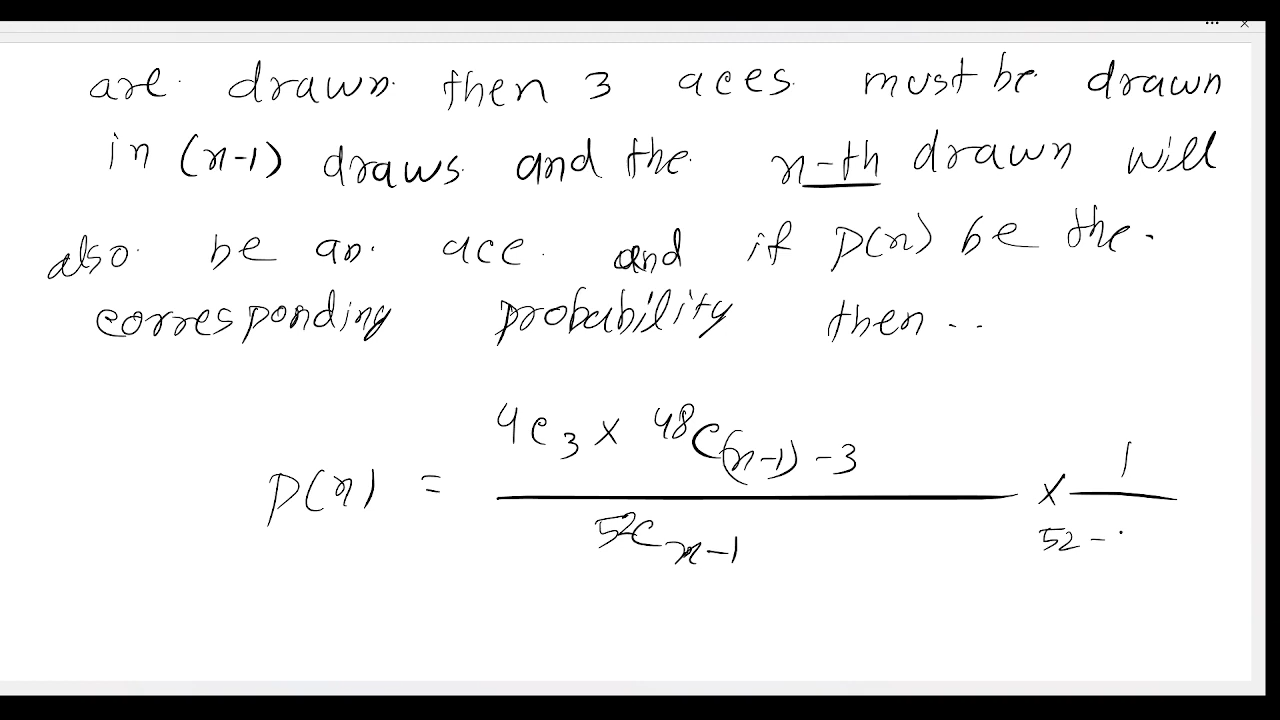 are drawn then 3 aces must be drawn
in (n-1) draws and the n-th drawn will
also be an ace and if p(n) be the
corresponding probability then ..
p(n) = 4c3 × 48C(n-1)-3 / 52Cn-1 × 1 / 52 -